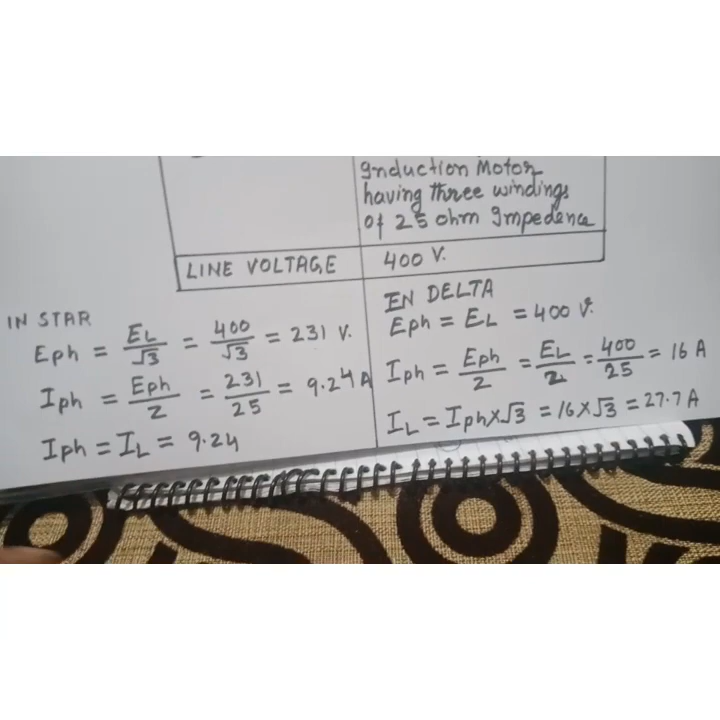 Induction Motor
having three windings
of 25 ohm Impedence
LINE VOLTAGE 400 V.
IN STAR
Eph = EL/√3 = 400/√3 = 231 V.
Iph = Eph/Z = 231/25 = 9.24 A
Iph = IL = 9.24
EN DELTA
Eph = EL = 400 V.
Iph = Eph/Z = EL/Z = 400/25 = 16 A
IL = Iph×√3 = 16×√3 = 27.7 A